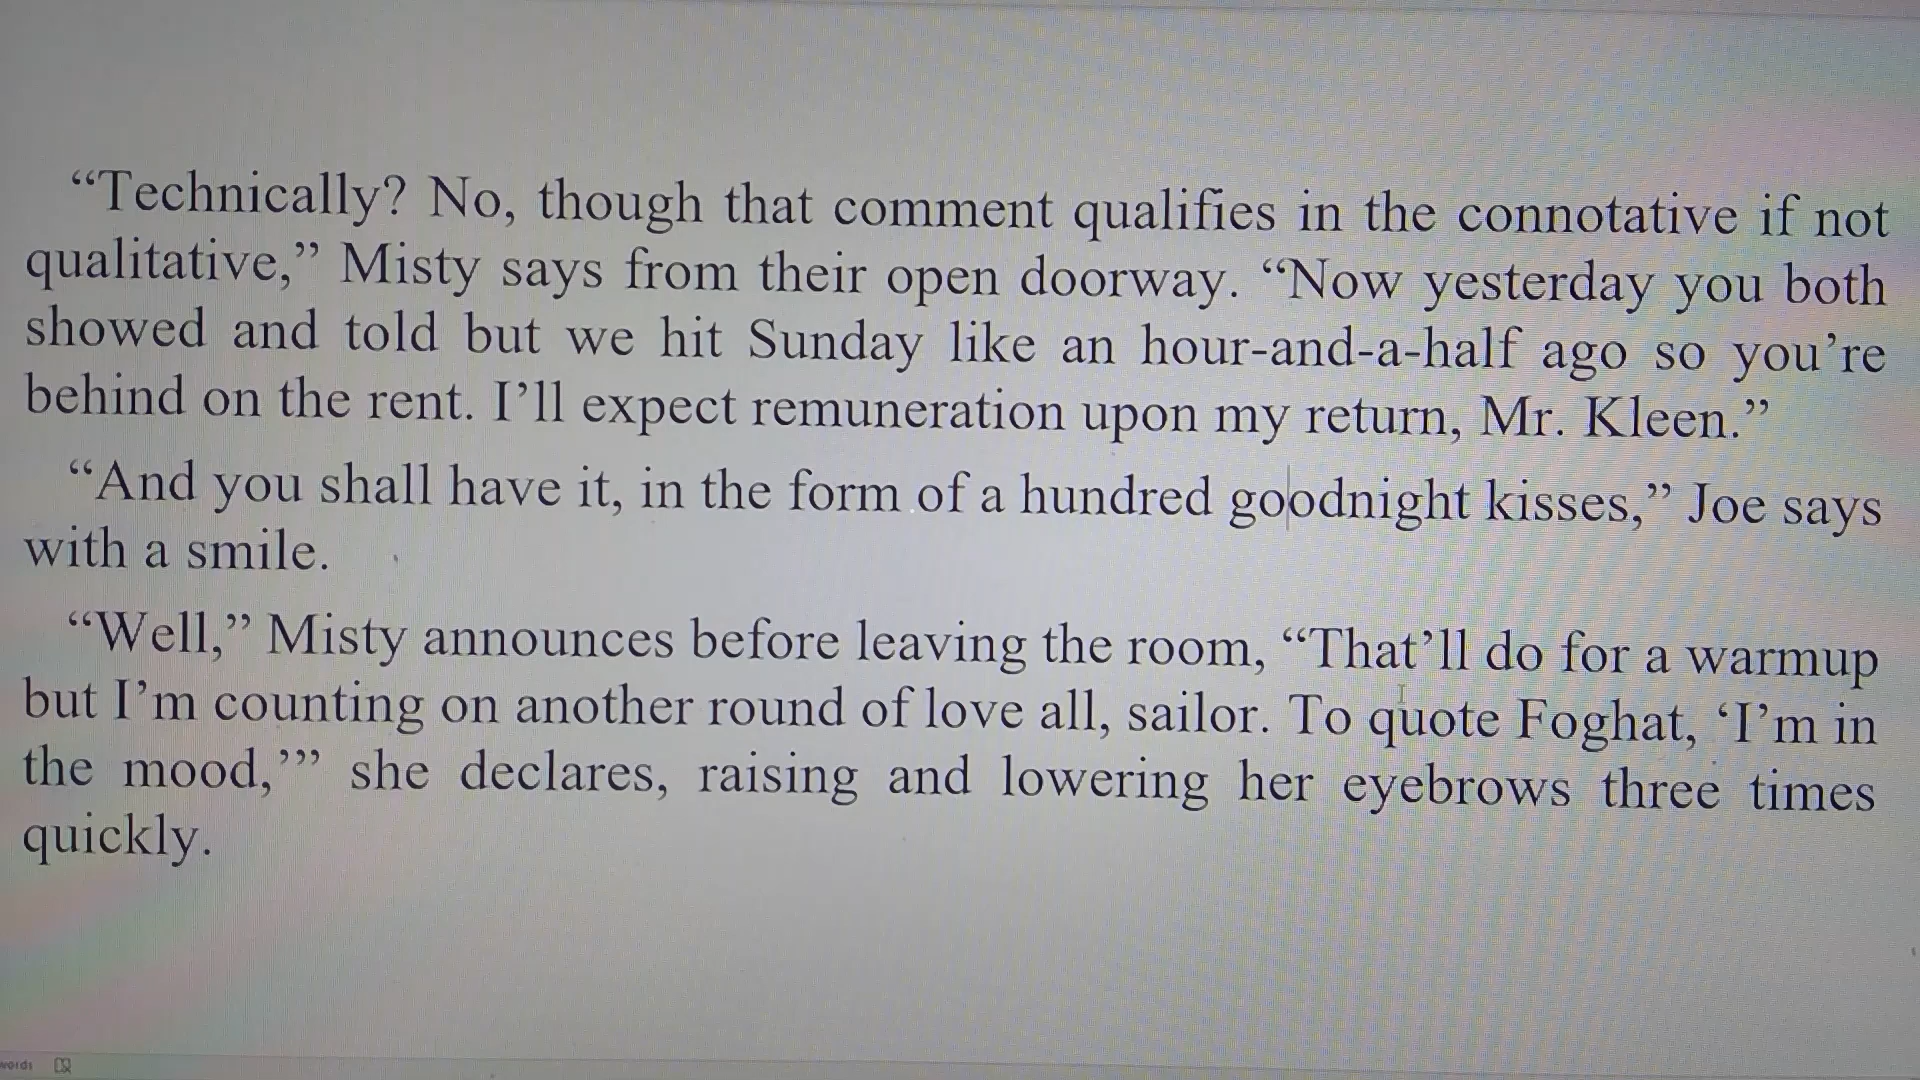 “Technically? No, though that comment qualifies in the connotative if not
qualitative,” Misty says from their open doorway. “Now yesterday you both
showed and told but we hit Sunday like an hour-and-a-half ago so you’re
behind on the rent. I’ll expect remuneration upon my return, Mr. Kleen.”
“And you shall have it, in the form of a hundred goodnight kisses,” Joe says
with a smile.
“Well,” Misty announces before leaving the room, “That’ll do for a warmup
but I’m counting on another round of love all, sailor. To quote Foghat, ‘I’m in
the mood,’” she declares, raising and lowering her eyebrows three times
quickly.
words